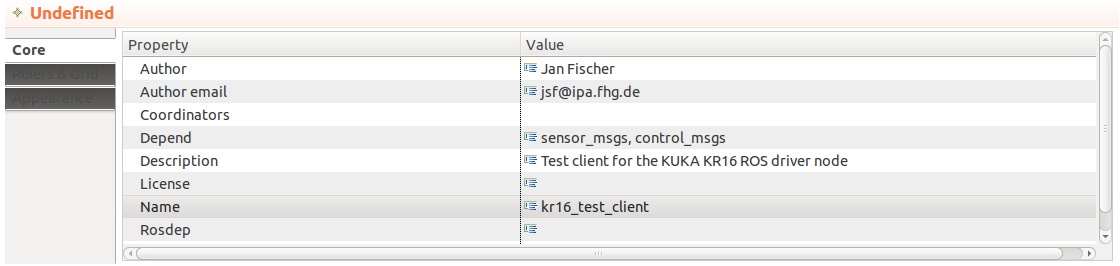 Undefined
Core
Rulers & Grid
Appearance
Property Value
Author Jan Fischer
Author email jsf@ipa.fhg.de
Coordinators
Depend sensor_msgs, control_msgs
Description Test client for the KUKA KR16 ROS driver node
License
Name kr16_test_client
Rosdep